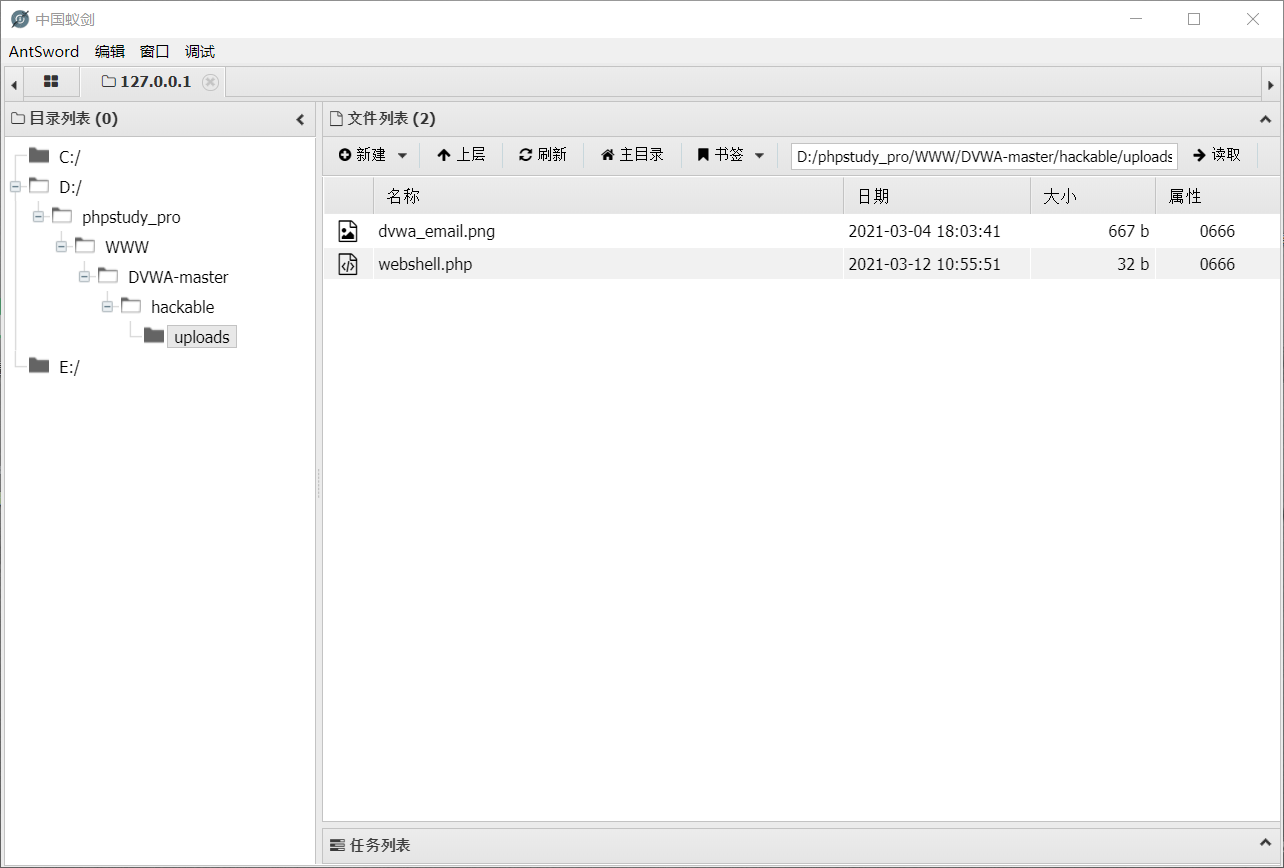 中国蚁剑
AntSword 编辑 窗口 调试
127.0.0.1
目录列表 (0)
C:/
D:/
phpstudy_pro
WWW
DVWA-master
hackable
uploads
E:/
文件列表 (2)
新建 上层 刷新 主目录 书签 D:/phpstudy_pro/WWW/DVWA-master/hackable/uploads 读取
名称 日期 大小 属性
dvwa_email.png 2021-03-04 18:03:41 667 b 0666
webshell.php 2021-03-12 10:55:51 32 b 0666
任务列表